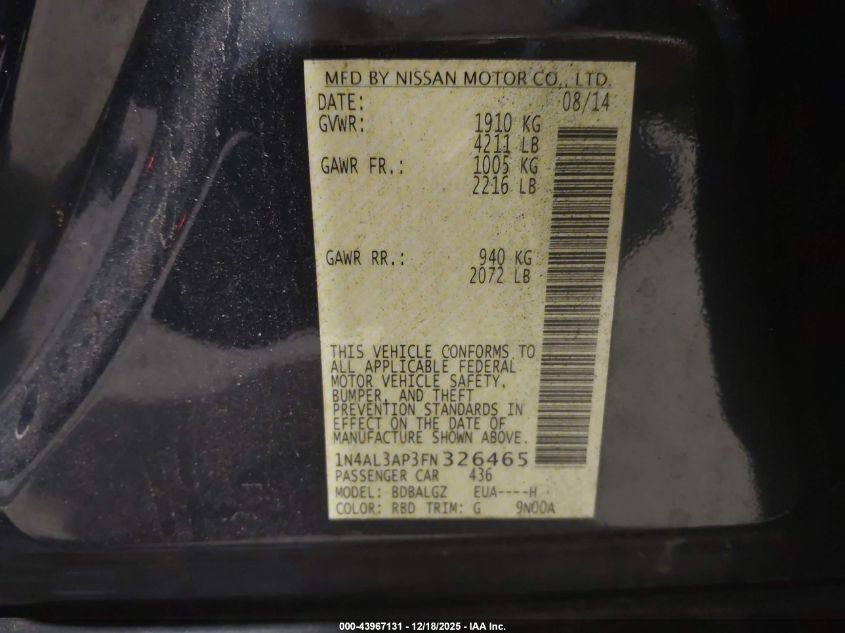 MFD BY NISSAN MOTOR CO., LTD.
DATE: 08/14
GVWR: 1910 KG
4211 LB
GAWR FR.: 1005 KG
2216 LB
GAWR RR.: 940 KG
2072 LB
THIS VEHICLE CONFORMS TO
ALL APPLICABLE FEDERAL
MOTOR VEHICLE SAFETY,
BUMPER, AND THEFT
PREVENTION STANDARDS IN
EFFECT ON THE DATE OF
MANUFACTURE SHOWN ABOVE.
1N4AL3AP3FN326465
PASSENGER CAR 436
MODEL: BDBALGZ EUA----H
COLOR: RBD TRIM: G 9N00A
000-43967131 - 12/18/2025 - IAA Inc.